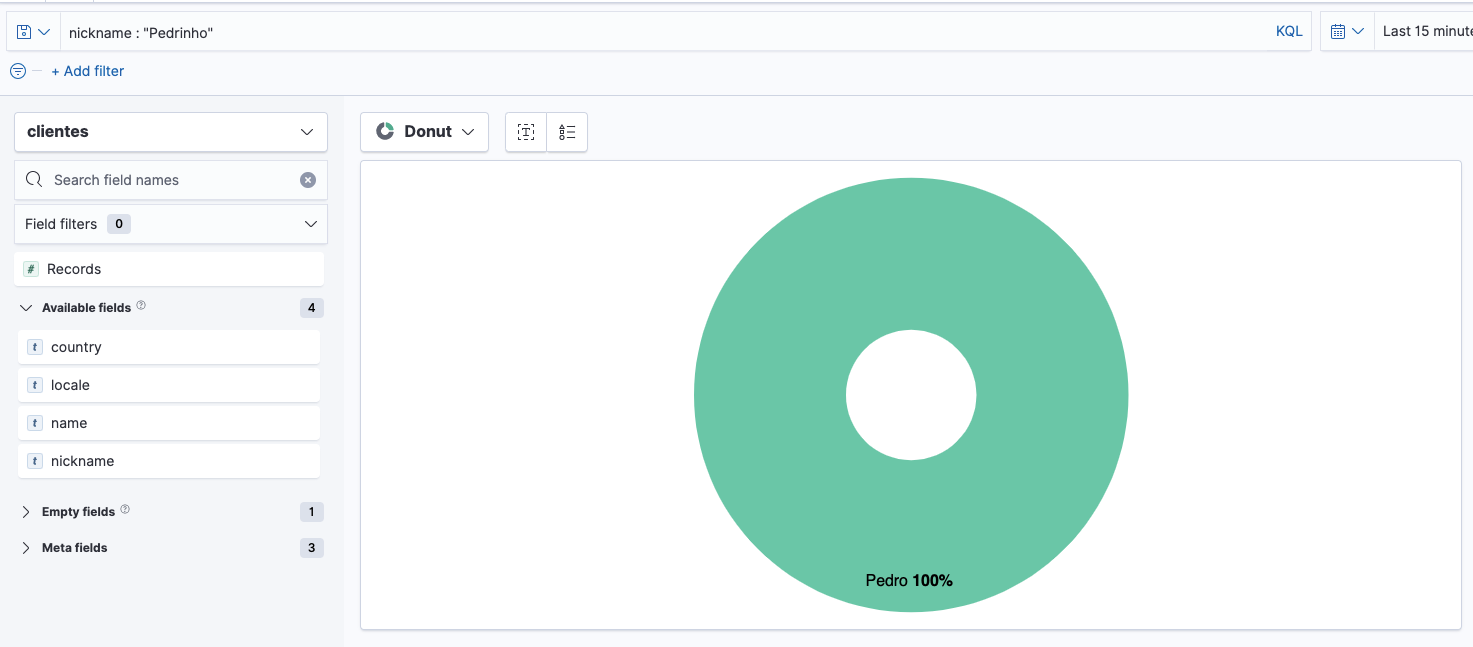 nickname : "Pedrinho"
KQL
Last 15 minute
+ Add filter
clientes
Donut
Search field names
Field filters 0
# Records
Available fields ? 4
t country
t locale
t name
t nickname
Empty fields ? 1
Meta fields 3
Pedro 100%